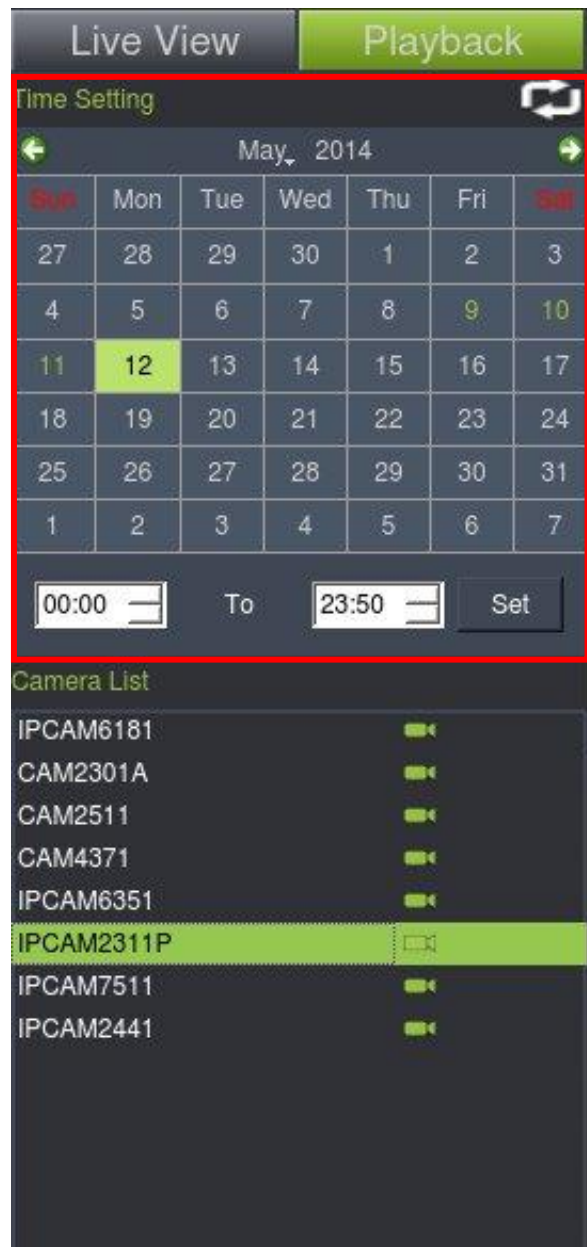 Live View Playback
Time Setting
May, 2014
Sun Mon Tue Wed Thu Fri Sat
27 28 29 30 1 2 3
4 5 6 7 8 9 10
11 12 13 14 15 16 17
18 19 20 21 22 23 24
25 26 27 28 29 30 31
1 2 3 4 5 6 7
00:00 To 23:50 Set
Camera List
IPCAM6181
CAM2301A
CAM2511
CAM4371
IPCAM6351
IPCAM2311P
IPCAM7511
IPCAM2441